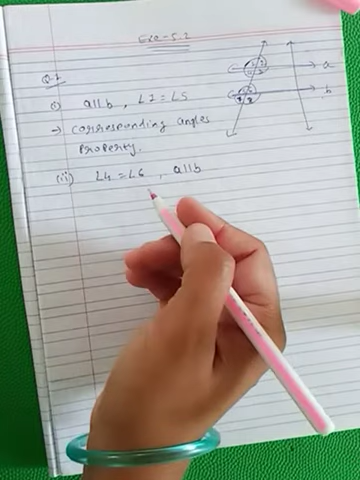 Exe-5.2
Q.1
(i) a||b, ∠1=∠5
→ corresponding angles
Property.
(ii) ∠4=∠6, a||b
a
b